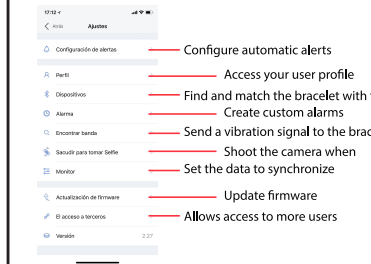 17:12
Atrás Ajustes
Configuración de alertas Configure automatic alerts
Perfil Access your user profile
Dispositivos Find and match the bracelet with
Alarma Create custom alarms
Encontrar banda Send a vibration signal to the brac
Sacudir para tomar Selfie Shoot the camera when
Monitor Set the data to synchronize
Actualización de firmware Update firmware
El acceso a terceros Allows access to more users
Versión 2.27